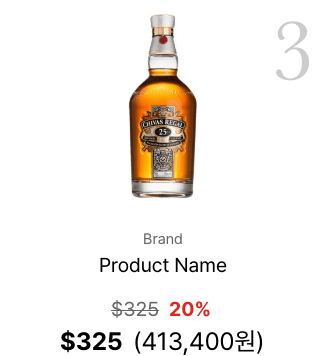 3
CHIVAS REGAL
25
Brand
Product Name
$325 20%
$325 (413,400원)